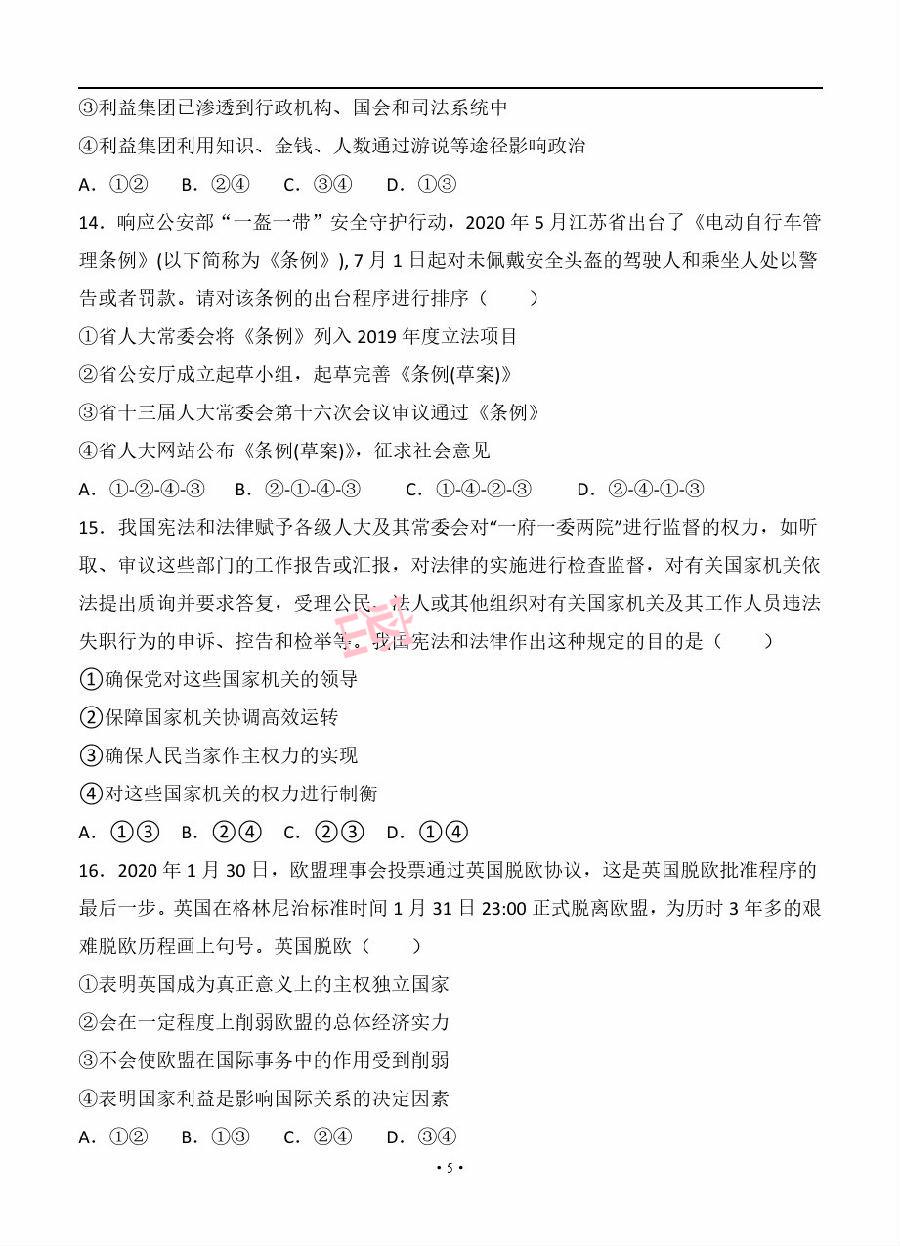 ③利益集团已渗透到行政机构、国会和司法系统中
④利益集团利用知识、金钱、人数通过游说等途径影响政治
A．①② B．②④ C．③④ D．①③
14．响应公安部“一盔一带”安全守护行动，2020 年 5 月江苏省出台了《电动自行车管
理条例》(以下简称为《条例》), 7 月 1 日起对未佩戴安全头盔的驾驶人和乘坐人处以警
告或者罚款。请对该条例的出台程序进行排序（　　）
①省人大常委会将《条例》列入 2019 年度立法项目
②省公安厅成立起草小组，起草完善《条例(草案)》
③省十三届人大常委会第十六次会议审议通过《条例》
④省人大网站公布《条例(草案)》，征求社会意见
A．①-②-④-③ B．②-①-④-③ C．①-④-②-③ D．②-④-①-③
15．我国宪法和法律赋予各级人大及其常委会对“一府一委两院”进行监督的权力，如听
取、审议这些部门的工作报告或汇报，对法律的实施进行检查监督，对有关国家机关依
法提出质询并要求答复，受理公民、法人或其他组织对有关国家机关及其工作人员违法
失职行为的申诉、控告和检举等。我国宪法和法律作出这种规定的目的是（　　）
①确保党对这些国家机关的领导
②保障国家机关协调高效运转
③确保人民当家作主权力的实现
④对这些国家机关的权力进行制衡
A．①③ B．②④ C．②③ D．①④
16．2020 年 1 月 30 日，欧盟理事会投票通过英国脱欧协议，这是英国脱欧批准程序的
最后一步。英国在格林尼治标准时间 1 月 31 日 23:00 正式脱离欧盟，为历时 3 年多的艰
难脱欧历程画上句号。英国脱欧（　　）
①表明英国成为真正意义上的主权独立国家
②会在一定程度上削弱欧盟的总体经济实力
③不会使欧盟在国际事务中的作用受到削弱
④表明国家利益是影响国际关系的决定因素
A．①② B．①③ C．②④ D．③④
• 5 •